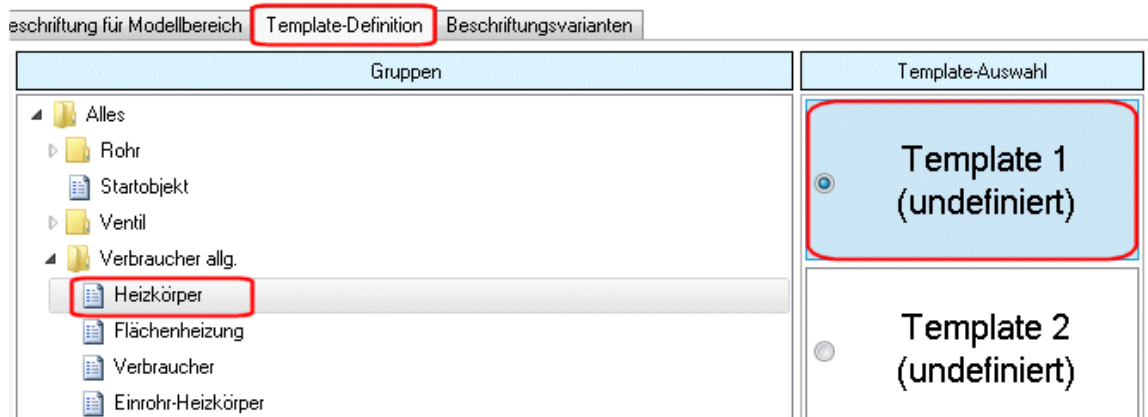 eschriftung für Modellbereich Template-Definition Beschriftungsvarianten
Gruppen Template-Auswahl
Alles
Rohr
Startobjekt
Ventil
Verbraucher allg.
Heizkörper
Flächenheizung
Verbraucher
Einrohr-Heizkörper
Template 1
(undefiniert)
Template 2
(undefiniert)